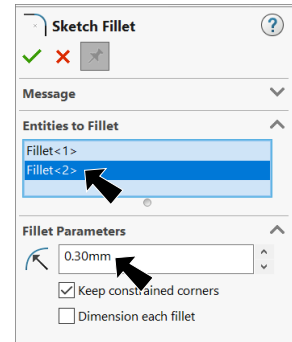 Sketch Fillet
?
Message
Entities to Fillet
Fillet<1>
Fillet<2>
Fillet Parameters
0.30mm
Keep constrained corners
Dimension each fillet